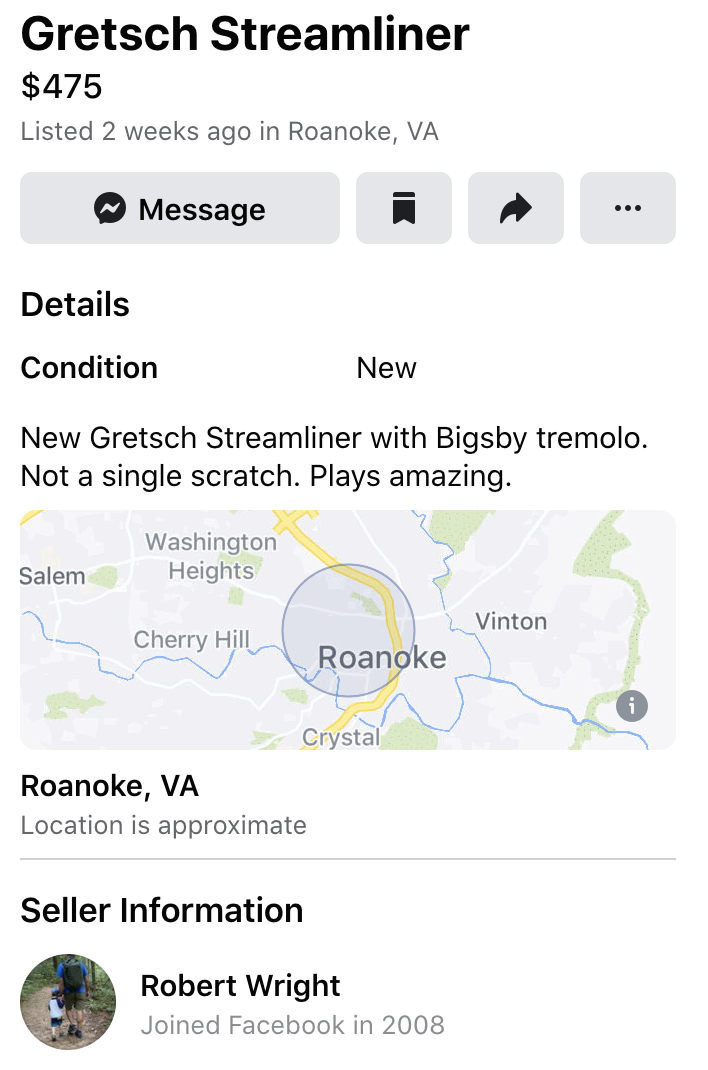 Gretsch Streamliner
$475
Listed 2 weeks ago in Roanoke, VA
Message
Details
Condition New
New Gretsch Streamliner with Bigsby tremolo.
Not a single scratch. Plays amazing.
Washington
Heights
Salem
Vinton
Cherry Hill
Roanoke
Crystal
Roanoke, VA
Location is approximate
Seller Information
Robert Wright
Joined Facebook in 2008